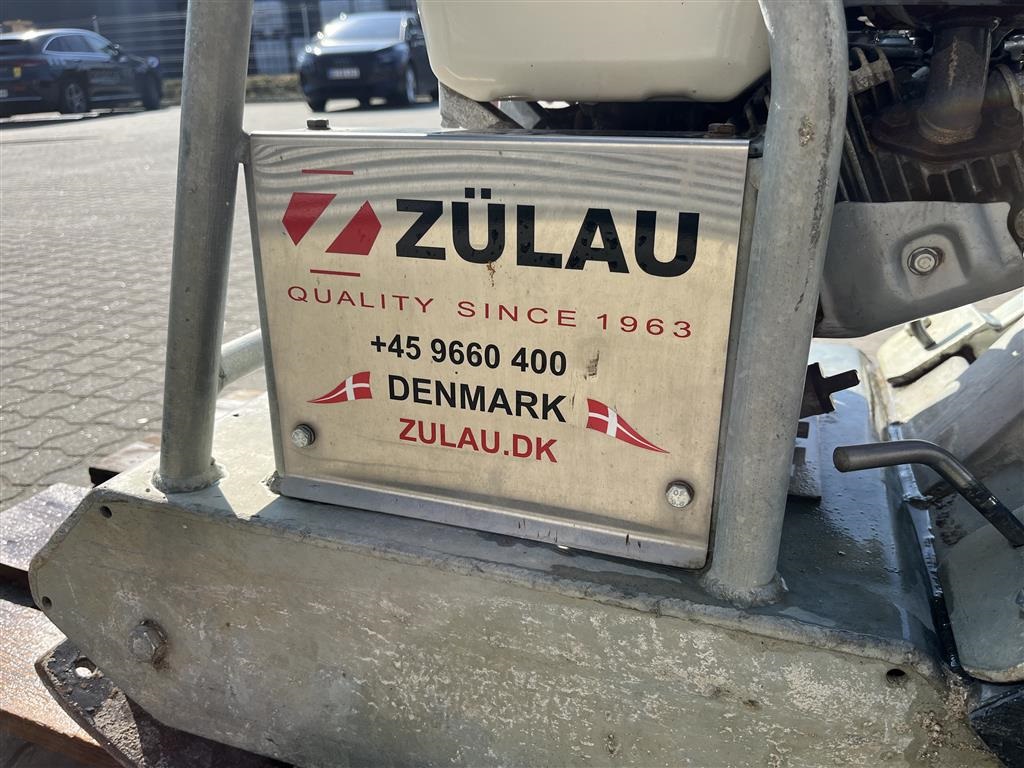 ZÜLAU
QUALITY SINCE 1963
+45 9660 400
DENMARK
ZULAU.DK